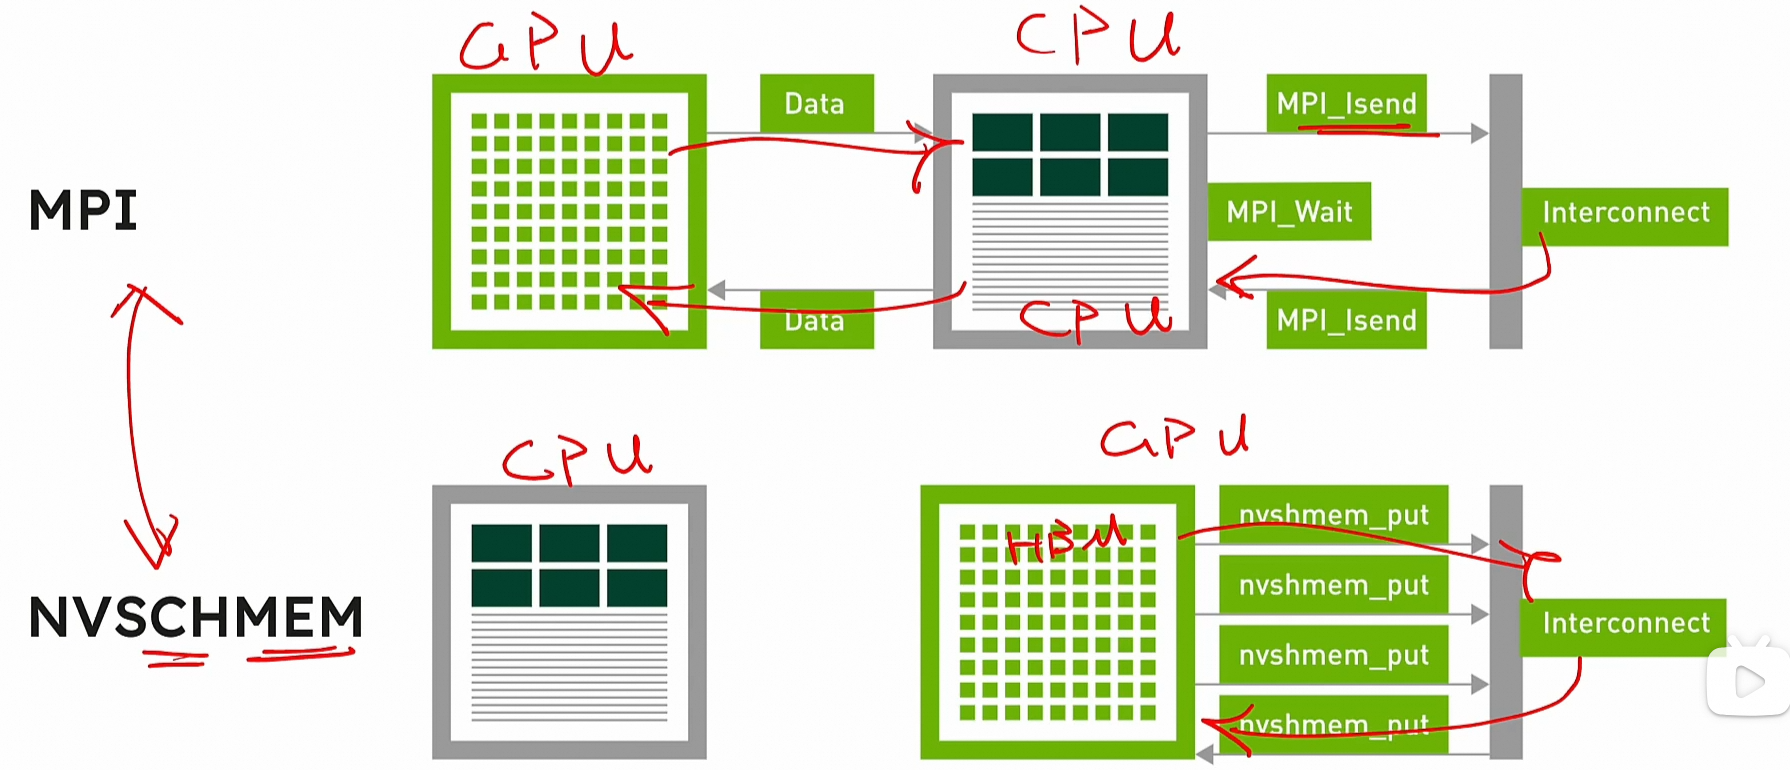 GPU
CPU
Data
MPI_Isend
MPI
MPI_Wait
Interconnect
Data
CPU
MPI_Isend
CPU
GPU
nvshmem_put
HBM
nvshmem_put
NVSCHMEM
Interconnect
nvshmem_put
nvshmem_put